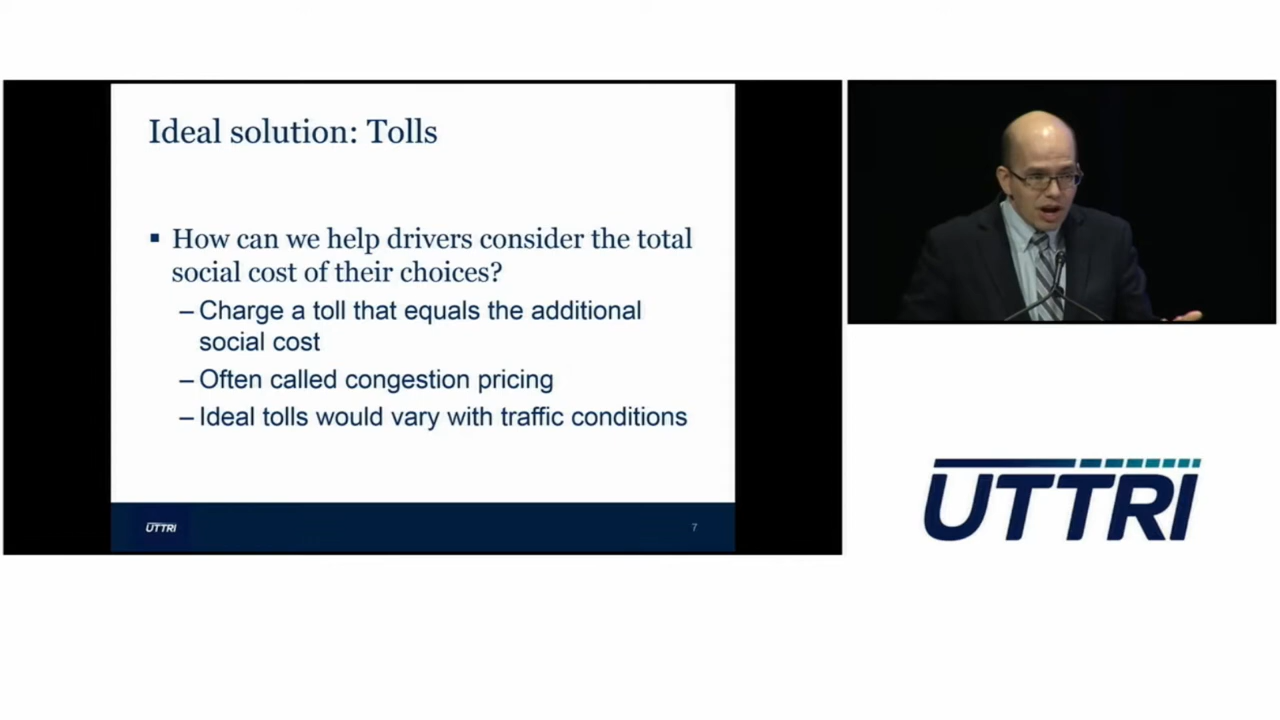 Ideal solution: Tolls
▪ How can we help drivers consider the total
social cost of their choices?
– Charge a toll that equals the additional
social cost
– Often called congestion pricing
– Ideal tolls would vary with traffic conditions
UTTRI
7
UTTRI